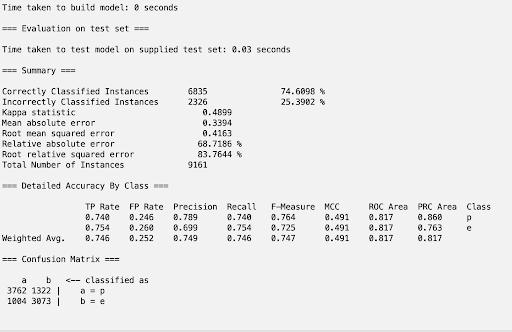 Time taken to build model: 0 seconds
=== Evaluation on test set ===
Time taken to test model on supplied test set: 0.03 seconds
=== Summary ===
Correctly Classified Instances 6835 74.6098 %
Incorrectly Classified Instances 2326 25.3902 %
Kappa statistic 0.4899
Mean absolute error 0.3394
Root mean squared error 0.4163
Relative absolute error 68.7186 %
Root relative squared error 83.7644 %
Total Number of Instances 9161
=== Detailed Accuracy By Class ===
TP Rate FP Rate Precision Recall F-Measure MCC ROC Area PRC Area Class
0.740 0.246 0.789 0.740 0.764 0.491 0.817 0.860 p
0.754 0.260 0.699 0.754 0.725 0.491 0.817 0.763 e
Weighted Avg. 0.746 0.252 0.749 0.746 0.747 0.491 0.817 0.817
=== Confusion Matrix ===
a b <-- classified as
3762 1322 | a = p
1004 3073 | b = e